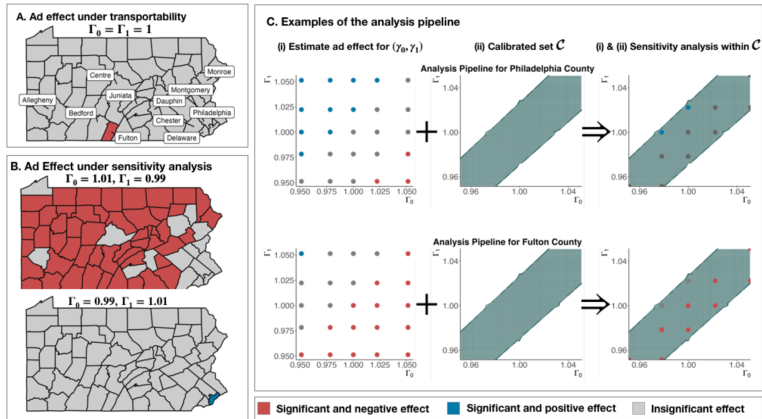 A. Ad effect under transportability
Γ₀ = Γ₁ = 1
Centre
Monroe
Juniata
Montgomery
Allegheny
Dauphin
Bedford
Philadelphia
Chester
Fulton
Delaware
B. Ad Effect under sensitivity analysis
Γ₀ = 1.01, Γ₁ = 0.99
Γ₀ = 0.99, Γ₁ = 1.01
C. Examples of the analysis pipeline
(i) Estimate ad effect for (γ₀, γ₁)
(ii) Calibrated set 𝒞
(i) & (ii) Sensitivity analysis within 𝒞
Analysis Pipeline for Philadelphia County
Γ₁
1.050
1.025
1.000
0.975
0.950
0.950 0.975 1.000 1.025 1.050
Γ₀
+
Γ₁
1.04
1.00
0.96
0.96 1.00 1.04
Γ₀
⇒
Γ₁
1.04
1.00
0.96
0.96 1.00 1.04
Γ₀
Analysis Pipeline for Fulton County
Γ₁
1.050
1.025
1.000
0.975
0.950
0.950 0.975 1.000 1.025 1.050
Γ₀
+
Γ₁
1.04
1.00
0.96
0.96 1.00 1.04
Γ₀
⇒
Γ₁
1.04
1.00
0.96
0.96 1.00 1.04
Γ₀
Significant and negative effect
Significant and positive effect
Insignificant effect